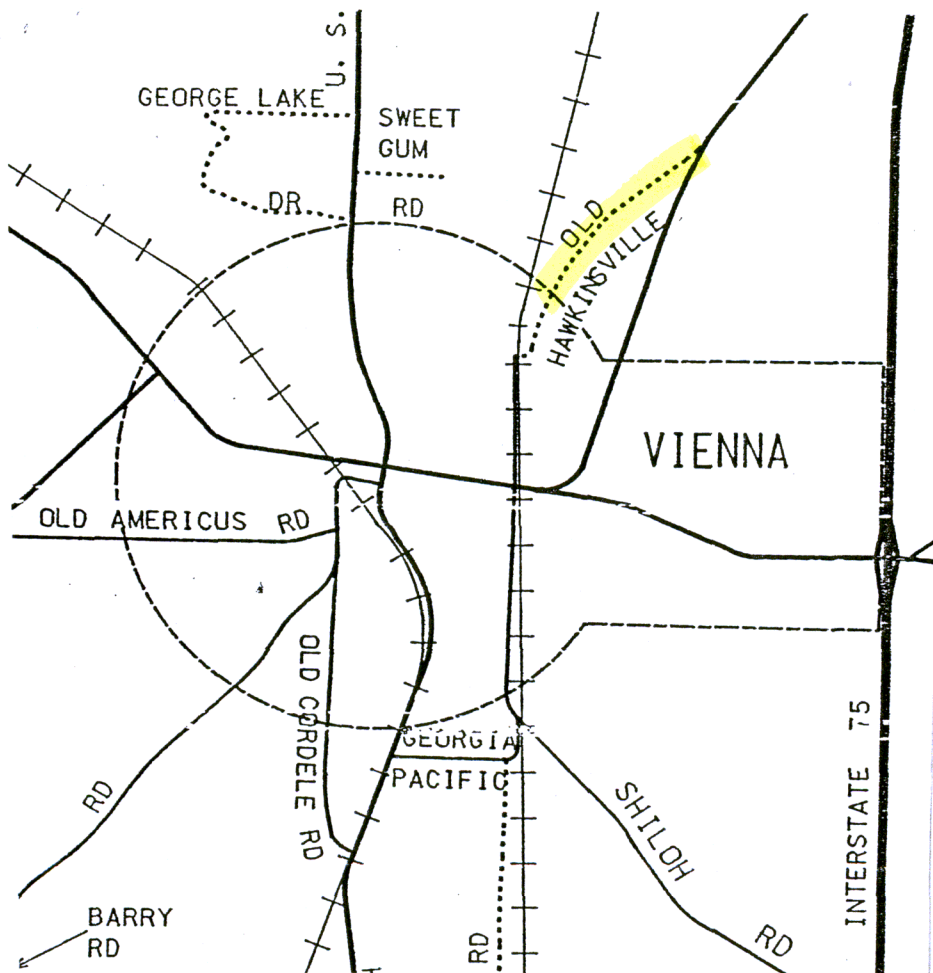 U. S.
GEORGE LAKE
SWEET
GUM
DR
RD
OLD
HAWKINSVILLE
VIENNA
OLD AMERICUS RD
OLD CORDELE RD
GEORGIA
PACIFIC
INTERSTATE 75
RD
SHILOH
RD
BARRY
RD
RD